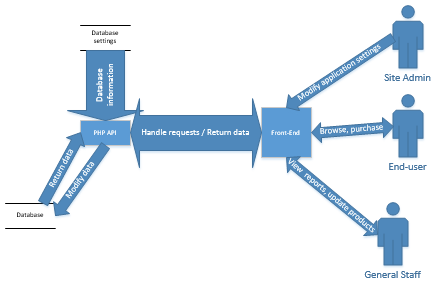 Database
settings
Database
information
Modify application settings
Site Admin
PHP API
Handle requests / Return data
Front-End
Browse, purchase
End-user
Return data
Modify data
View reports, update products
Database
General Staff